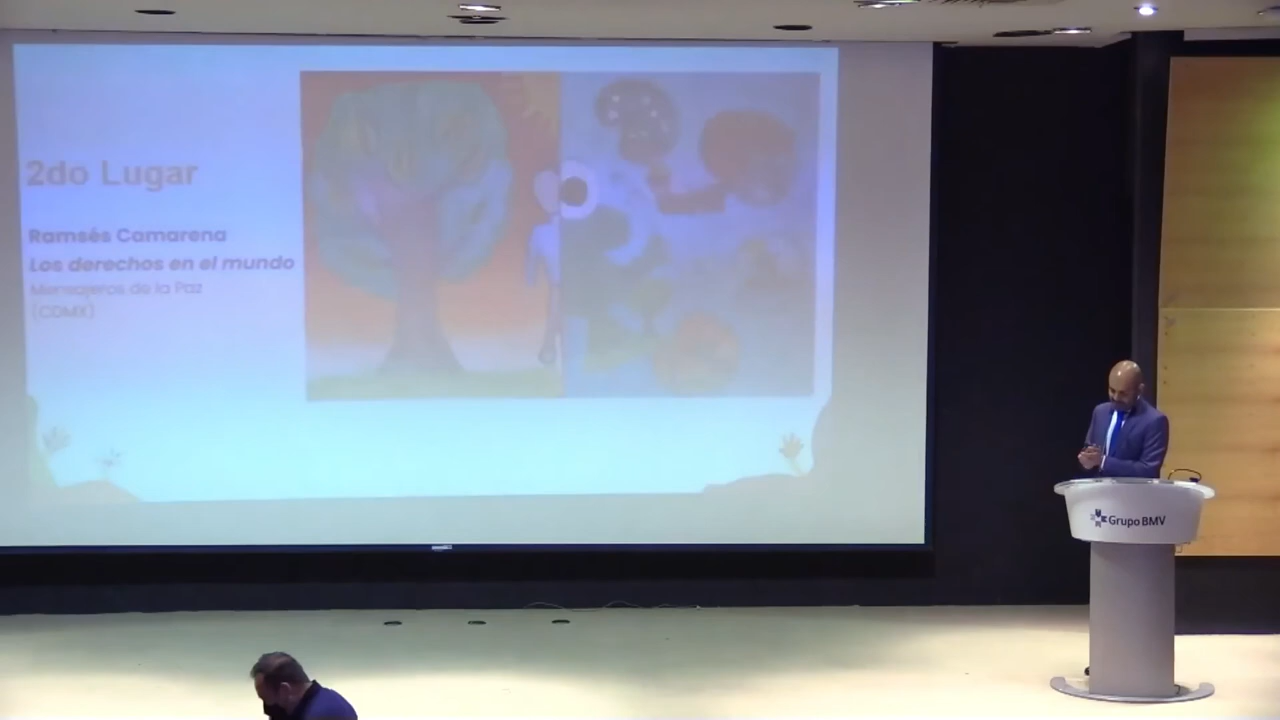 2do Lugar
Ramsés Camarena
Los derechos en el mundo
Mensajeros de la Paz
(CDMX)
Grupo BMV